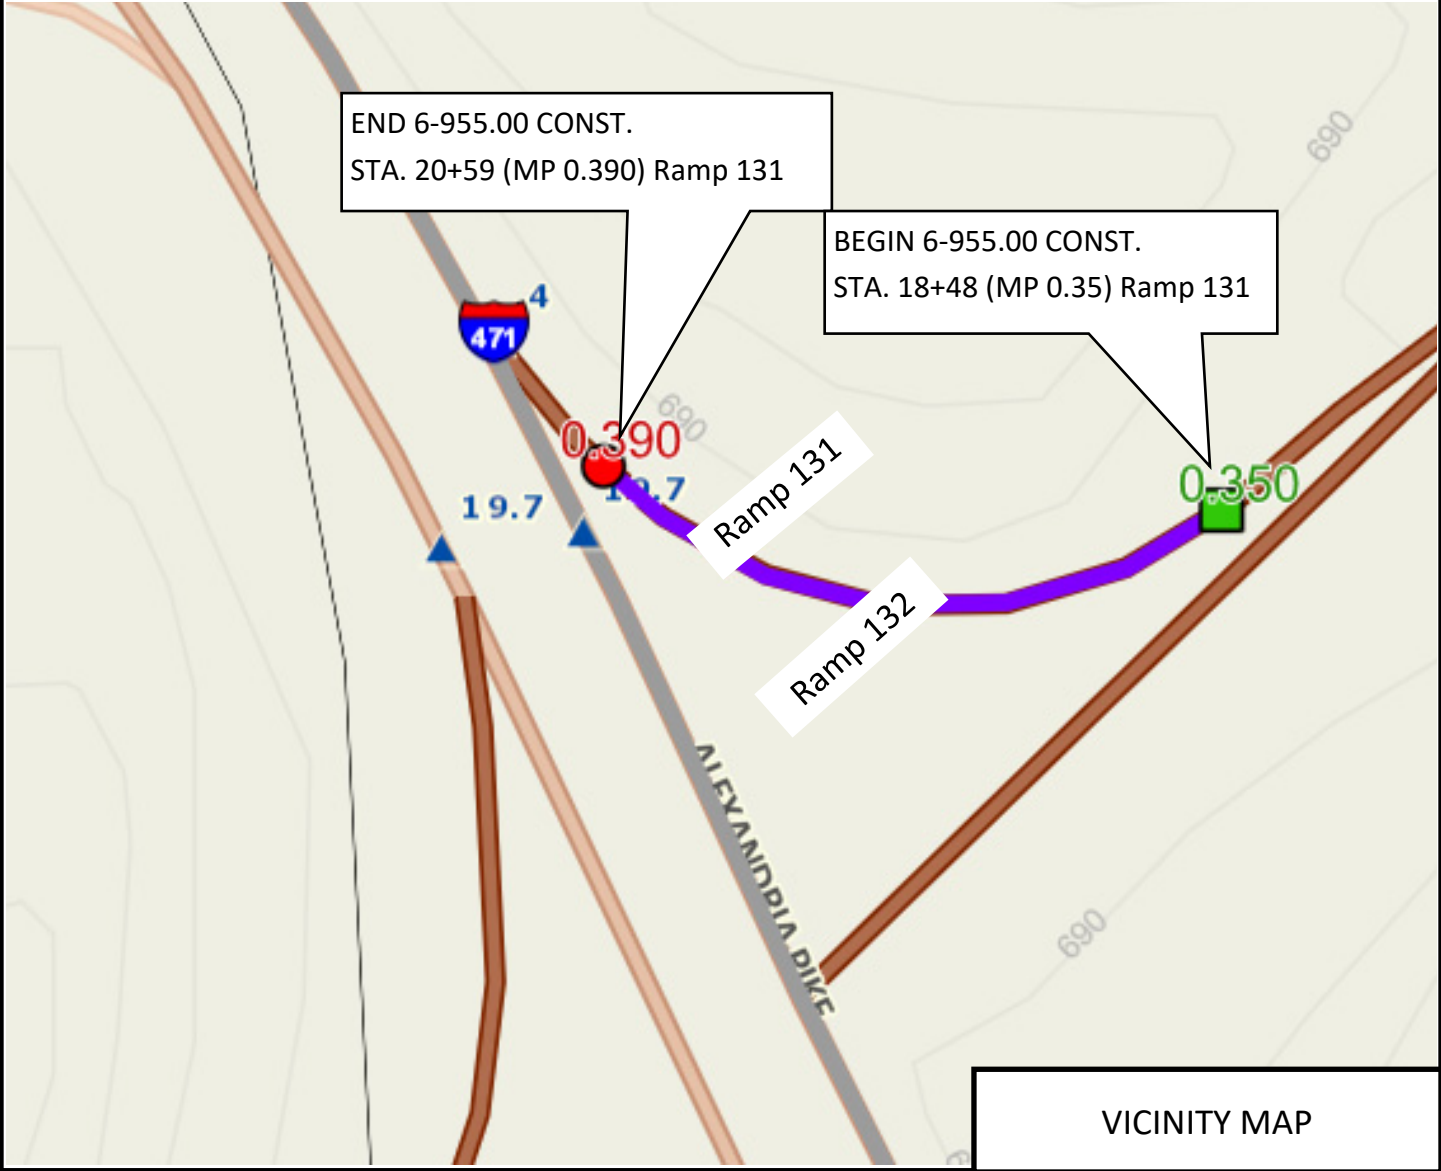 END 6-955.00 CONST.
STA. 20+59 (MP 0.390) Ramp 131
690
BEGIN 6-955.00 CONST.
STA. 18+48 (MP 0.35) Ramp 131
4
471
690
0.390
0.350
19.7
19.7
Ramp 131
Ramp 132
ALEXANDRIA PIKE
690
VICINITY MAP